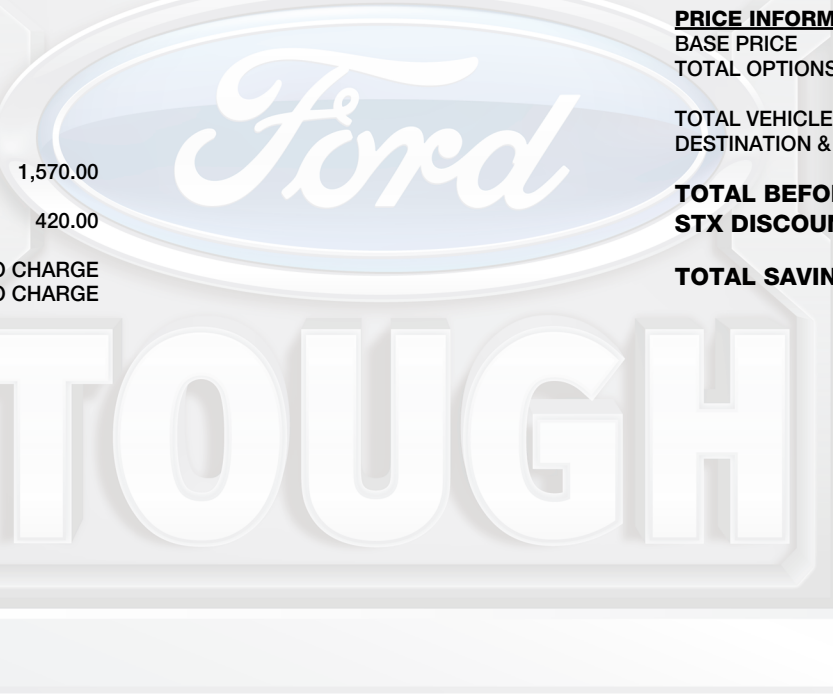 1,570.00
420.00
O CHARGE
O CHARGE
Ford
TOUGH
PRICE INFORM
BASE PRICE
TOTAL OPTIONS
TOTAL VEHICLE
DESTINATION &
TOTAL BEFO
STX DISCOU
TOTAL SAVIN